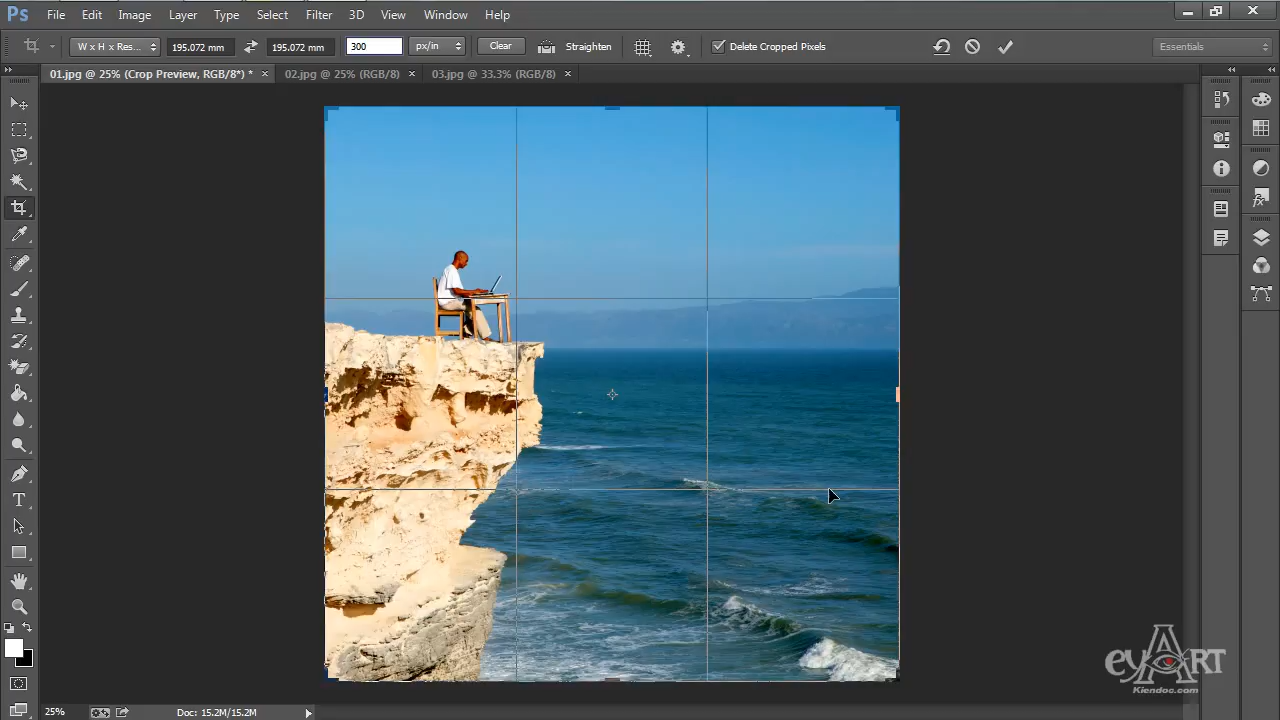 Ps File Edit Image Layer Type Select Filter 3D View Window Help
W x H x Res... 195.072 mm 195.072 mm 300 px/in Clear Straighten Delete Cropped Pixels Essentials
01.jpg @ 25% (Crop Preview, RGB/8*) * × 02.jpg @ 25% (RGB/8) × 03.jpg @ 33.3% (RGB/8) ×
T
eyART
Kiendoc.com
25% Doc: 15.2M/15.2M